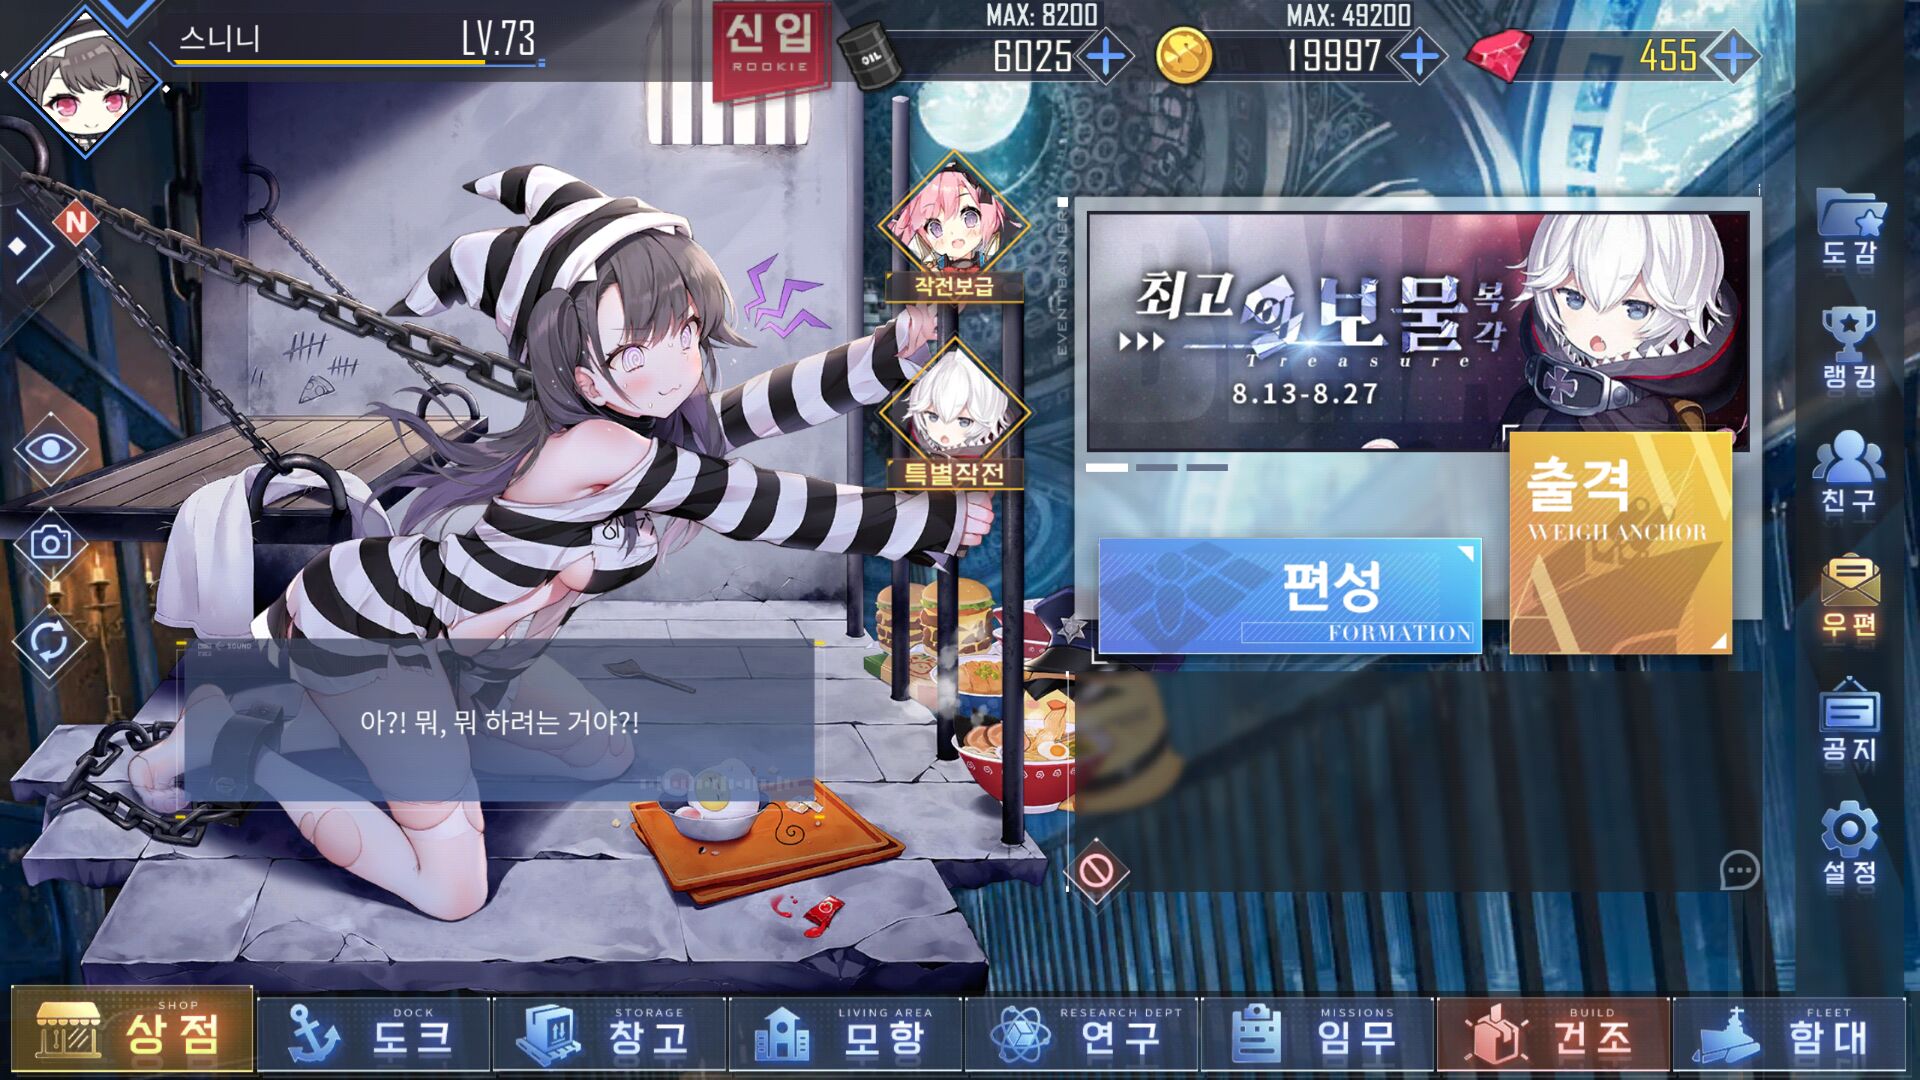 스니니
LV.73
신입
ROOKIE
OIL
MAX: 8200
6025
MAX: 49200
19997
455
N
작전보급
특별작전
EVENT BANNER
최고의 보물 복각
Treasure
8.13-8.27
출격
WEIGH ANCHOR
편성
FORMATION
도감
랭킹
친구
우편
공지
설정
SOUND
아?! 뭐, 뭐 하려는 거야?!
SHOP
상점
DOCK
도크
STORAGE
창고
LIVING AREA
모항
RESEARCH DEPT
연구
MISSIONS
임무
BUILD
건조
FLEET
함대